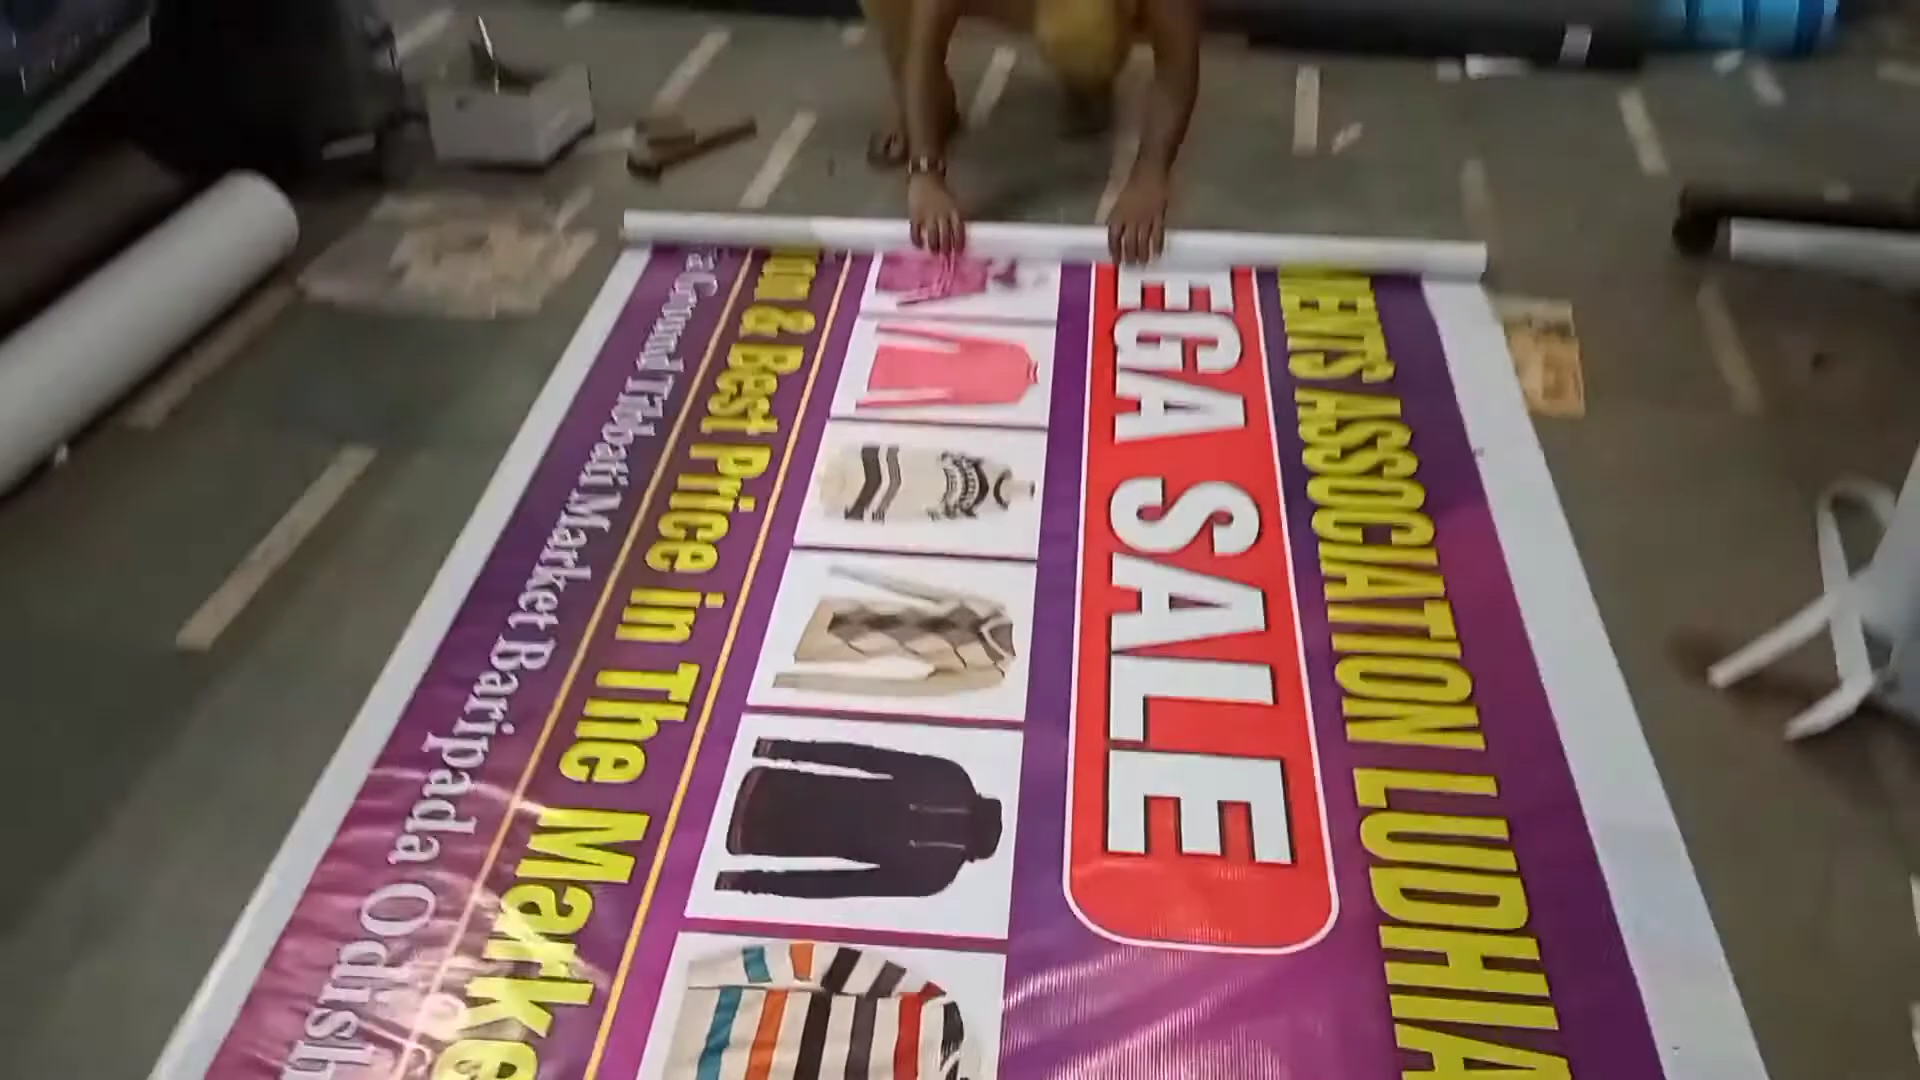 MENTS ASSOCIATION LUDHIA
EGA SALE
& Best Price in The Marke
a Ground Tibbati Market Baripada Odish